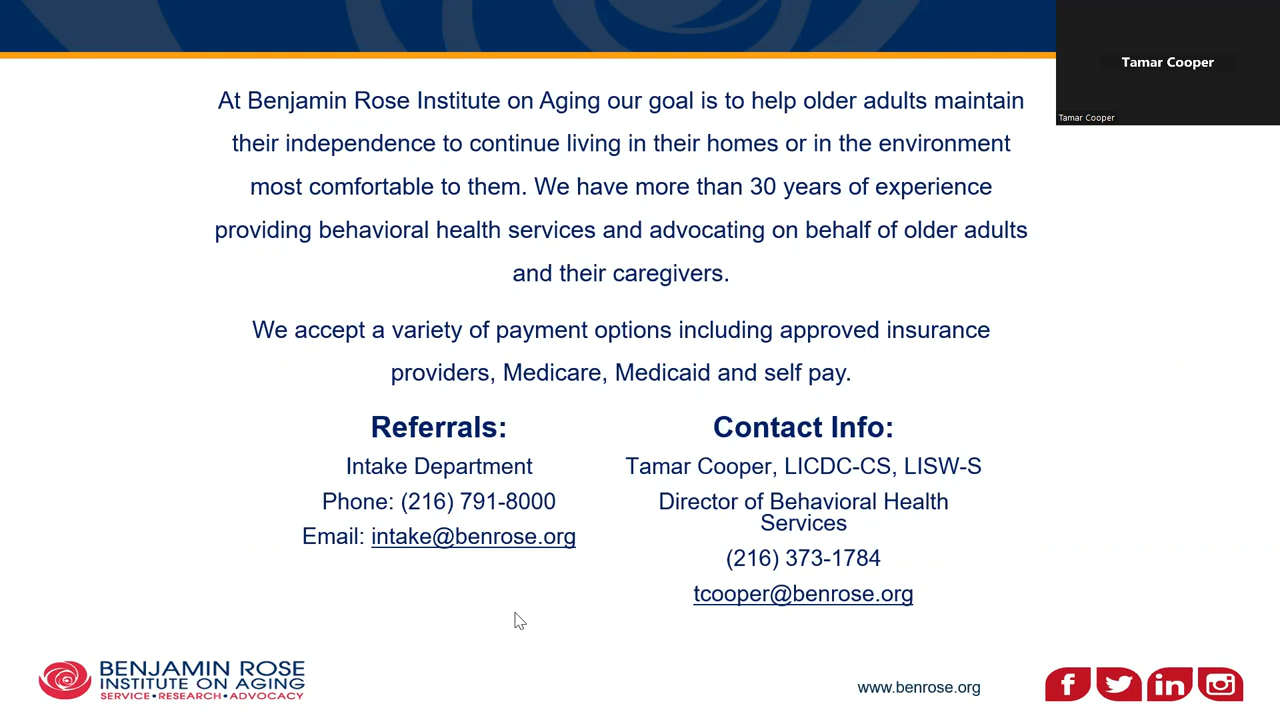 Tamar Cooper
Tamar Cooper
At Benjamin Rose Institute on Aging our goal is to help older adults maintain
their independence to continue living in their homes or in the environment
most comfortable to them. We have more than 30 years of experience
providing behavioral health services and advocating on behalf of older adults
and their caregivers.
We accept a variety of payment options including approved insurance
providers, Medicare, Medicaid and self pay.
Referrals:
Intake Department
Phone: (216) 791-8000
Email: intake@benrose.org
Contact Info:
Tamar Cooper, LICDC-CS, LISW-S
Director of Behavioral Health
Services
(216) 373-1784
tcooper@benrose.org
BENJAMIN ROSE
INSTITUTE ON AGING
SERVICE•RESEARCH•ADVOCACY
www.benrose.org